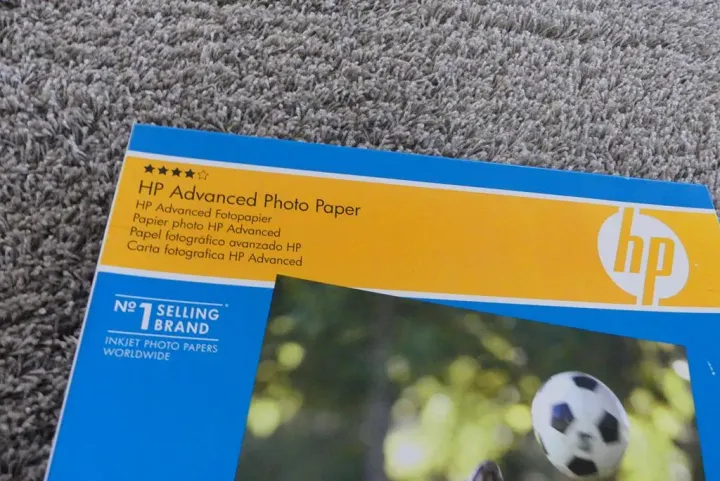 ★★★★☆
HP Advanced Photo Paper
HP Advanced Fotopapier
Papier photo HP Advanced
Papel fotográfico avanzado HP
Carta fotografica HP Advanced
hp
Nº1 SELLING BRAND*
INKJET PHOTO PAPERS
WORLDWIDE